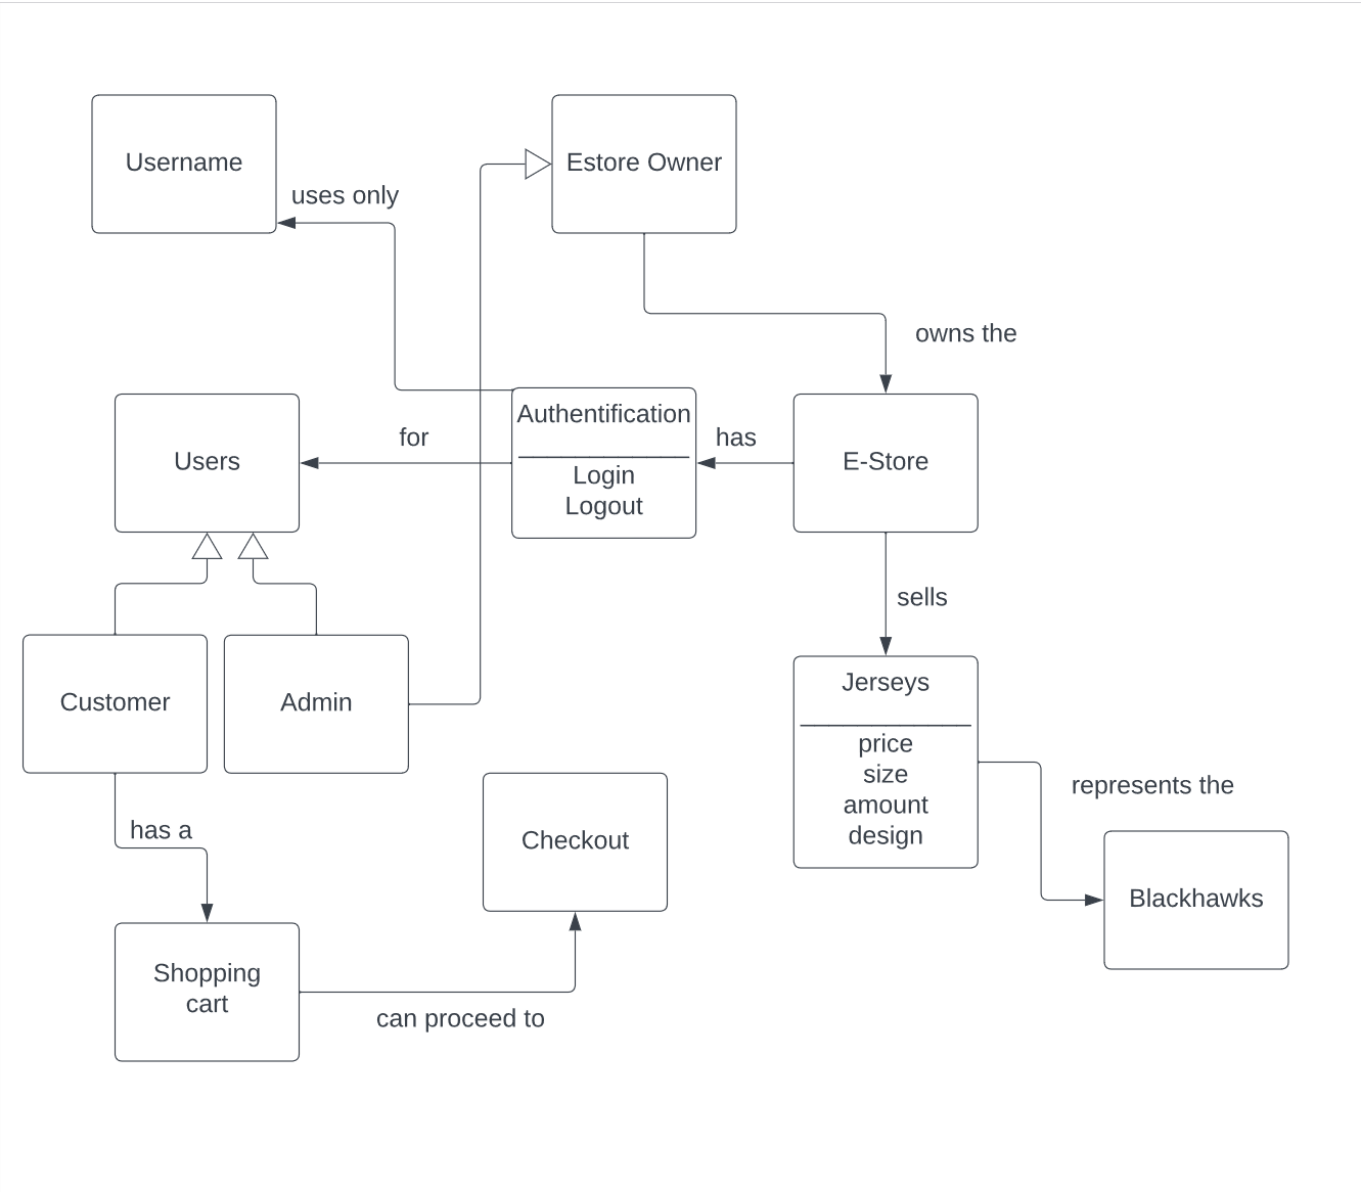 Username
Estore Owner
uses only
owns the
Authentification
Login
Logout
for
has
Users
E-Store
sells
Customer
Admin
Jerseys
price
size
amount
design
represents the
has a
Checkout
Blackhawks
Shopping
cart
can proceed to